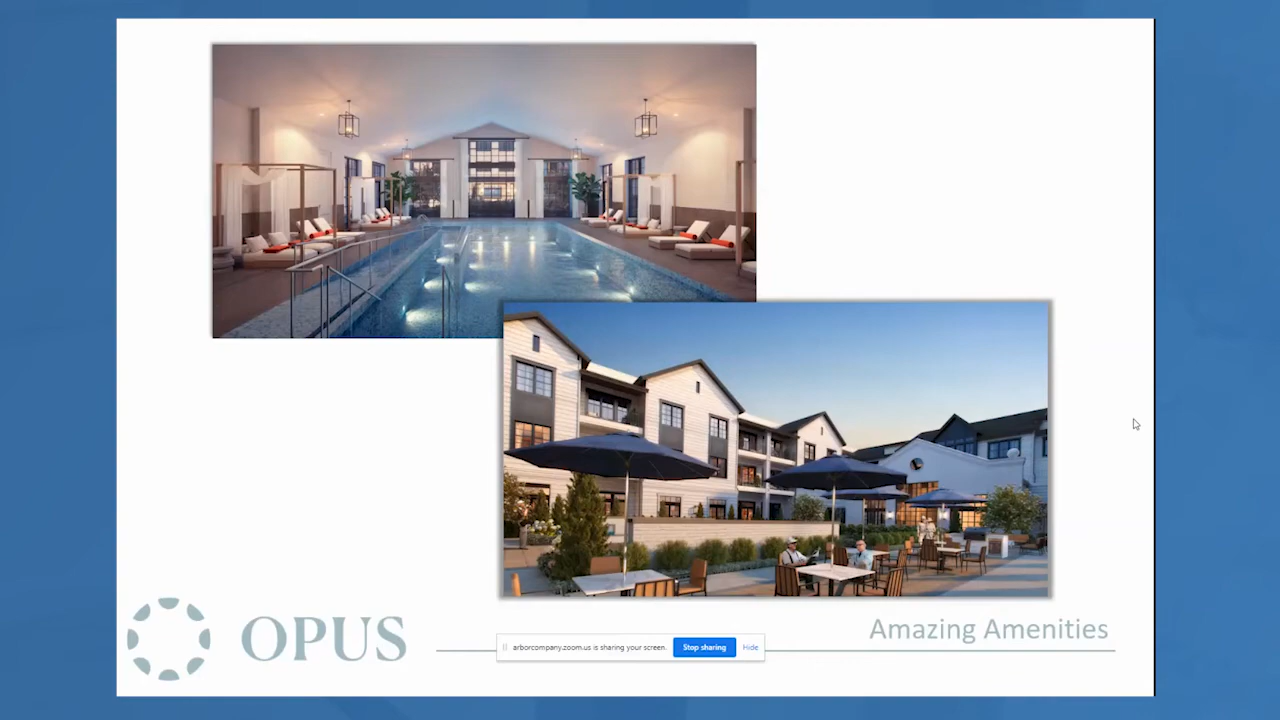 Amazing Amenities
OPUS
arborcompany.zoom.us is sharing your screen. Stop sharing Hide